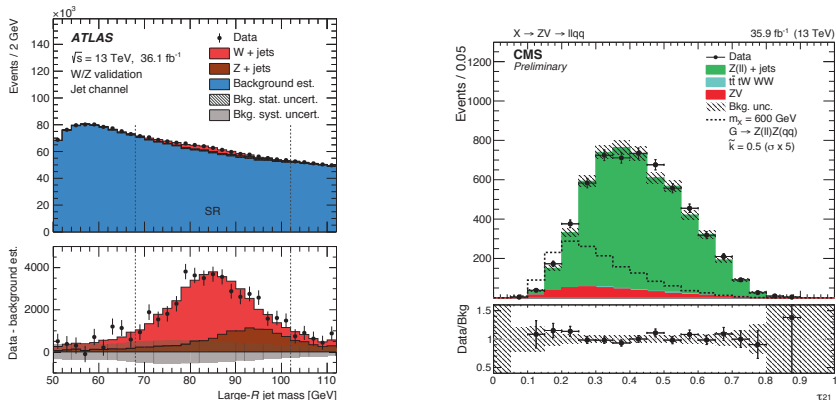 ×10³
160
140
120
100
80
60
40
20
0
Events / 2 GeV
ATLAS
√s = 13 TeV, 36.1 fb⁻¹
W/Z validation
Jet channel
Data
W + jets
Z + jets
Background est.
Bkg. stat. uncert.
Bkg. syst. uncert.
SR
4000
2000
0
Data - background est.
50 60 70 80 90 100 110
Large-R jet mass [GeV]
X → ZV → llqq 35.9 fb⁻¹ (13 TeV)
CMS
Preliminary
Events / 0.05
1200
1000
800
600
400
200
Data
Z(ll) + jets
tt̄ tW WW
ZV
Bkg. unc.
mX = 600 GeV
G → Z(ll)Z(qq)
k̃ = 0.5 (σ x 5)
1.5
1
0.5
Data/Bkg
0 0.1 0.2 0.3 0.4 0.5 0.6 0.7 0.8 0.9 1
τ21